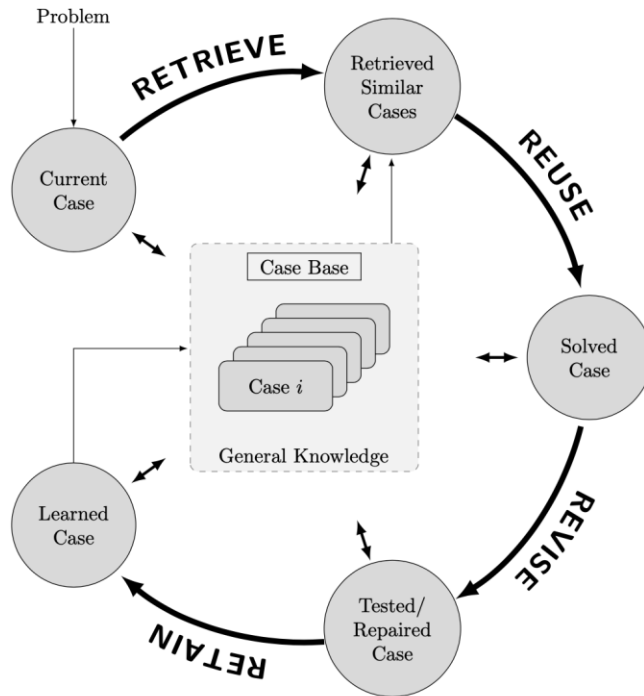 Problem
RETRIEVE
Retrieved
Similar
Cases
REUSE
Current
Case
Case Base
Case i
General Knowledge
Solved
Case
REVISE
Tested/
Repaired
Case
RETAIN
Learned
Case